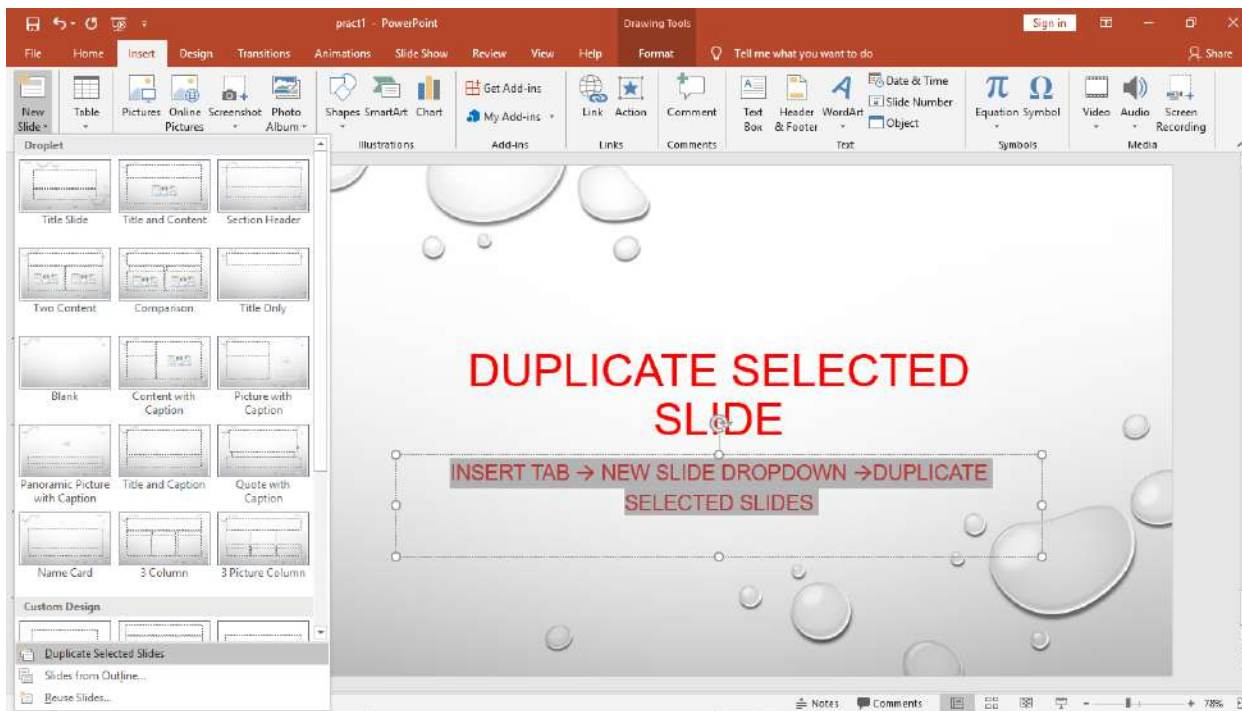 pract1 - PowerPoint
Drawing Tools
Sign in
File Home Insert Design Transitions Animations Slide Show Review View Help Format Tell me what you want to do Share
New Slide
Table
Pictures
Online Pictures
Screenshot
Photo Album
Shapes
SmartArt
Chart
Get Add-ins
My Add-ins
Link
Action
Comment
Text Box
Header & Footer
WordArt
Date & Time
Slide Number
Object
Equation
Symbol
Video
Audio
Screen Recording
Illustrations
Add-ins
Links
Comments
Text
Symbols
Media
Droplet
Title Slide
Title and Content
Section Header
Two Content
Comparison
Title Only
Blank
Content with Caption
Picture with Caption
Panoramic Picture with Caption
Title and Caption
Quote with Caption
Name Card
3 Column
3 Picture Column
Custom Design
Duplicate Selected Slides
Slides from Outline...
Reuse Slides...
DUPLICATE SELECTED
SLIDE
INSERT TAB → NEW SLIDE DROPDOWN →DUPLICATE
SELECTED SLIDES
Notes
Comments
78%